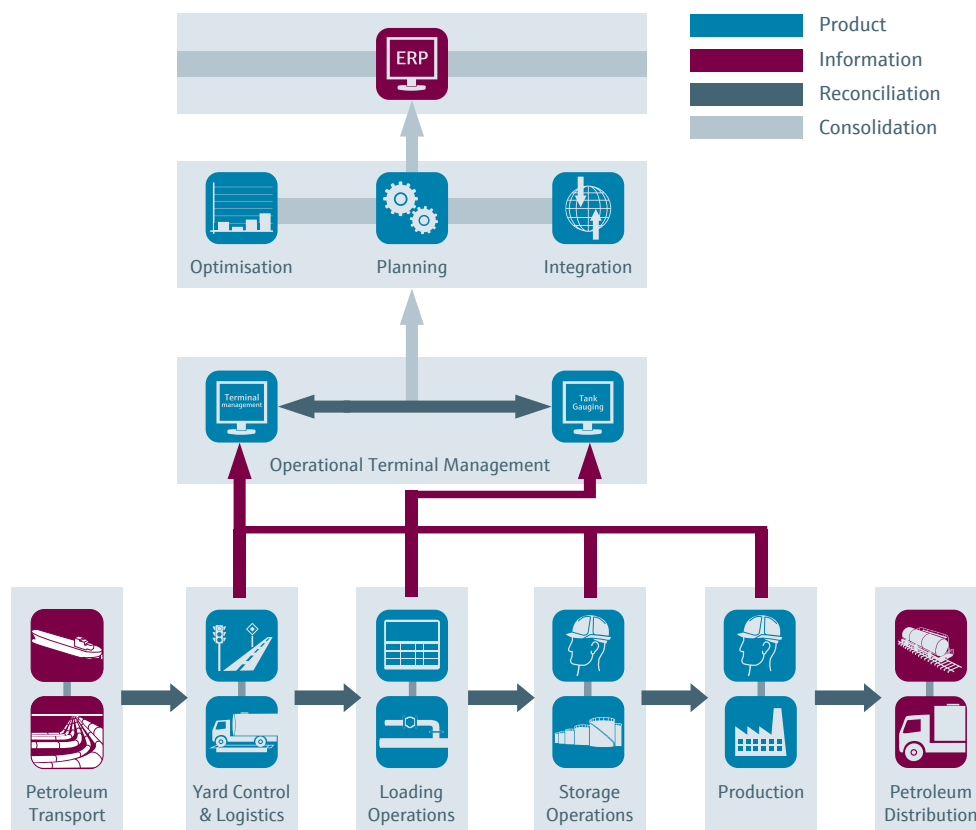 ERP
Product
Information
Reconciliation
Consolidation
Optimisation
Planning
Integration
Terminal
management
Tank
Gauging
Operational Terminal Management
Petroleum
Transport
Yard Control
& Logistics
Loading
Operations
Storage
Operations
Production
Petroleum
Distribution